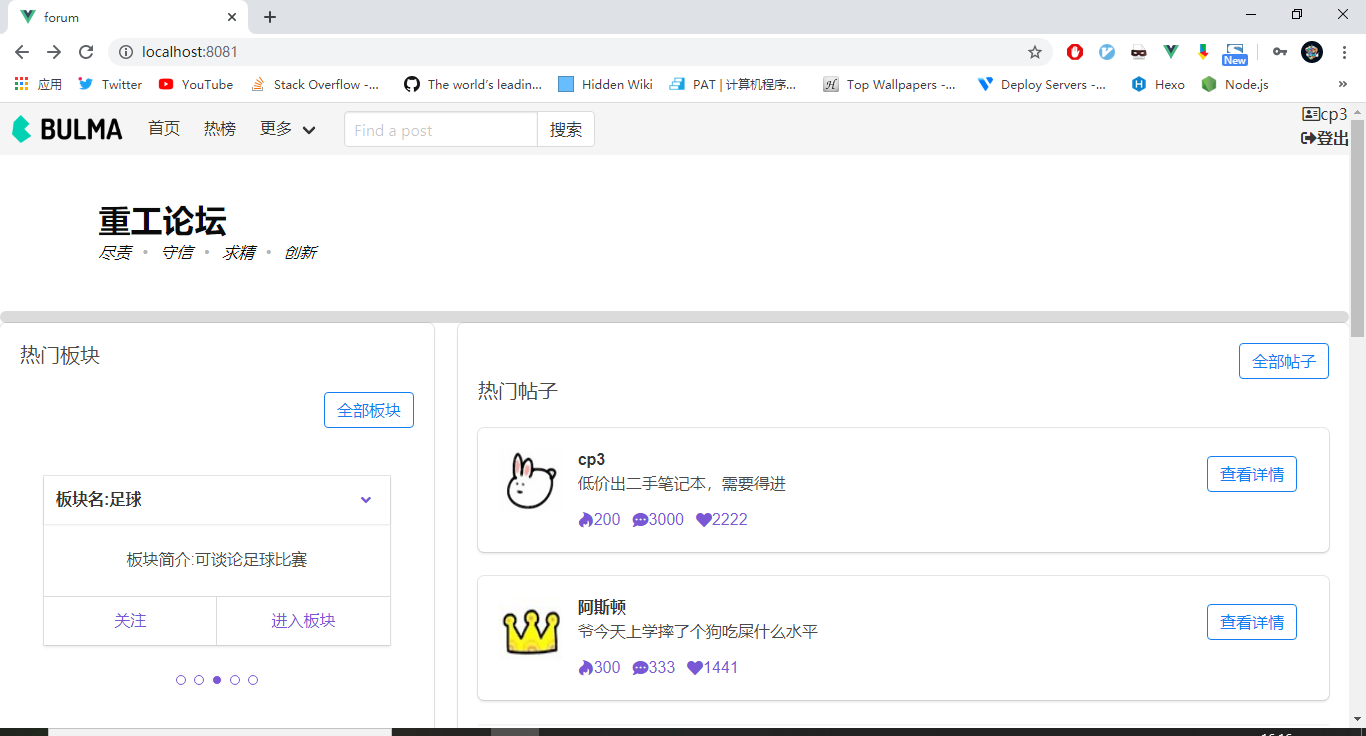 forum
localhost:8081
New
应用 Twitter YouTube Stack Overflow -... The world's leadin... Hidden Wiki PAT | 计算机程序... Top Wallpapers -... Deploy Servers -... Hexo Node.js
BULMA 首页 热榜 更多 Find a post 搜索
cp3
登出
重工论坛
尽责 • 守信 • 求精 • 创新
热门板块
全部板块
板块名:足球
板块简介:可谈论足球比赛
关注 进入板块
全部帖子
热门帖子
cp3
低价出二手笔记本，需要得进
查看详情
200 3000 2222
阿斯顿
爷今天上学摔了个狗吃屎什么水平
查看详情
300 333 1441